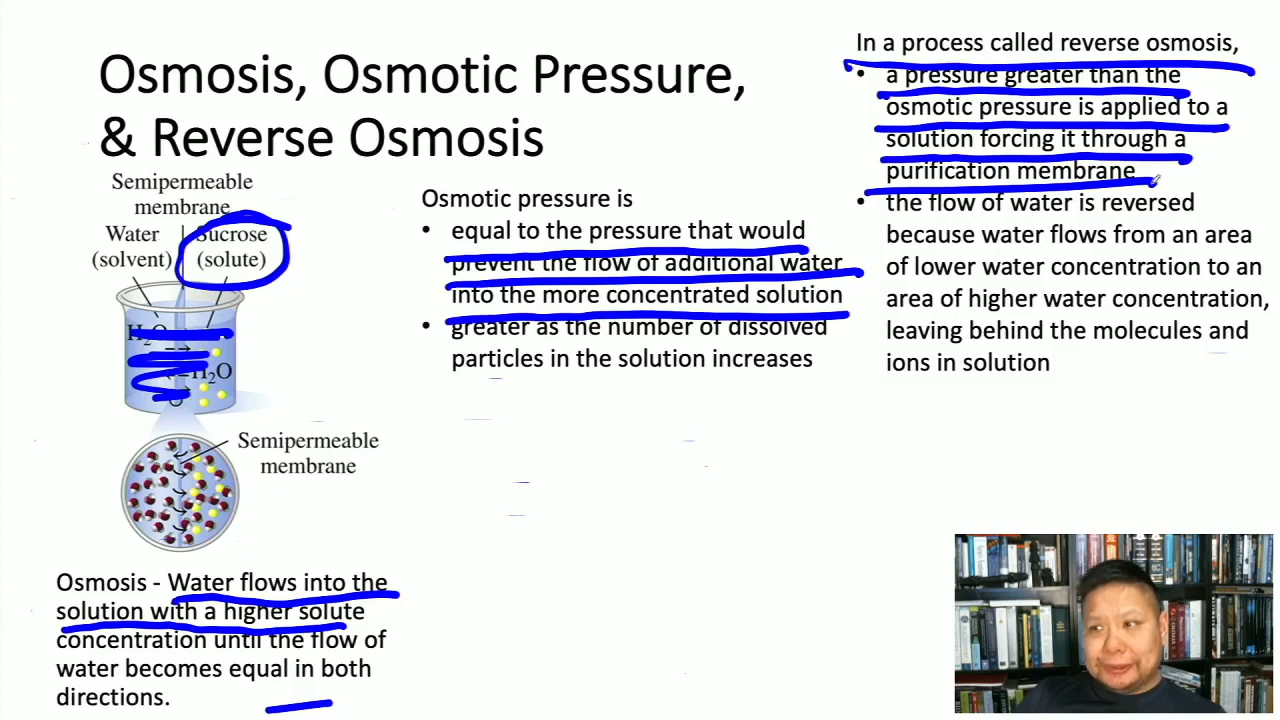 Osmosis, Osmotic Pressure,
& Reverse Osmosis
Semipermeable
membrane
Water
(solvent)
Sucrose
(solute)
H₂O
H₂O
Semipermeable
membrane
Osmosis - Water flows into the
solution with a higher solute
concentration until the flow of
water becomes equal in both
directions.
Osmotic pressure is
• equal to the pressure that would
prevent the flow of additional water
into the more concentrated solution
• greater as the number of dissolved
particles in the solution increases
In a process called reverse osmosis,
• a pressure greater than the
osmotic pressure is applied to a
solution forcing it through a
purification membrane
• the flow of water is reversed
because water flows from an area
of lower water concentration to an
area of higher water concentration,
leaving behind the molecules and
ions in solution